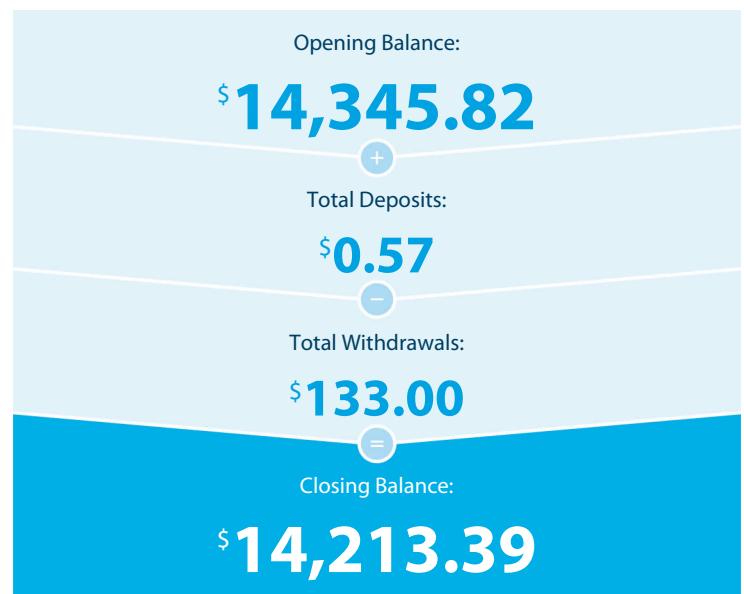 Opening Balance:
$14,345.82
+
Total Deposits:
$0.57
−
Total Withdrawals:
$133.00
=
Closing Balance:
$14,213.39